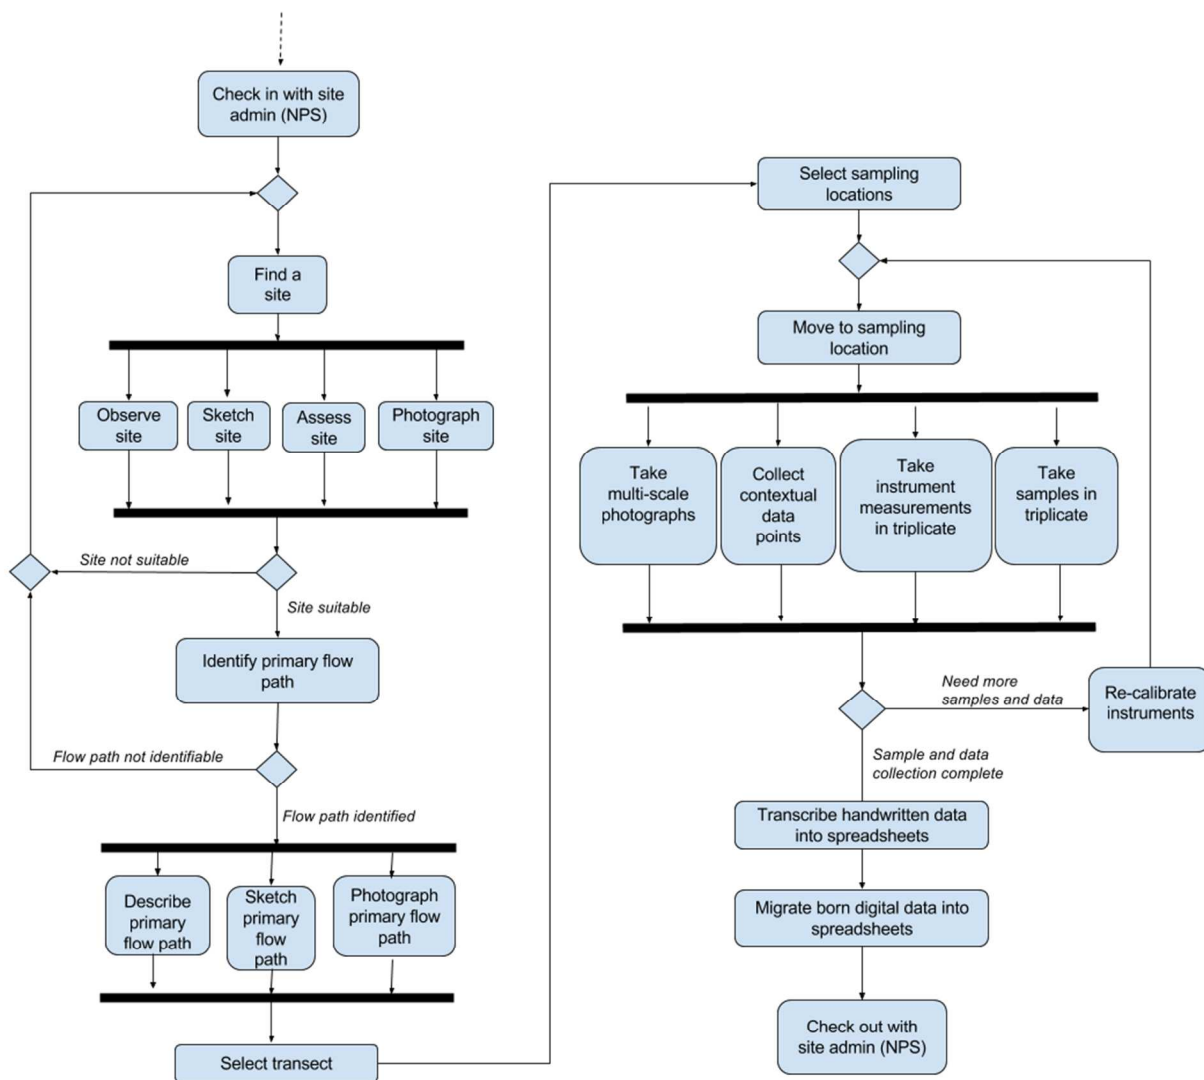 Check in with site
admin (NPS)
Find a
site
Observe
site
Sketch
site
Assess
site
Photograph
site
Site not suitable
Site suitable
Identify primary flow
path
Flow path not identifiable
Flow path identified
Describe
primary
flow path
Sketch
primary
flow
path
Photograph
primary flow
path
Select transect
Select sampling
locations
Move to sampling
location
Take
multi-scale
photographs
Collect
contextual
data
points
Take
instrument
measurements
in triplicate
Take
samples in
triplicate
Need more
samples and data
Re-calibrate
instruments
Sample and data
collection complete
Transcribe handwritten data
into spreadsheets
Migrate born digital data into
spreadsheets
Check out with
site admin (NPS)